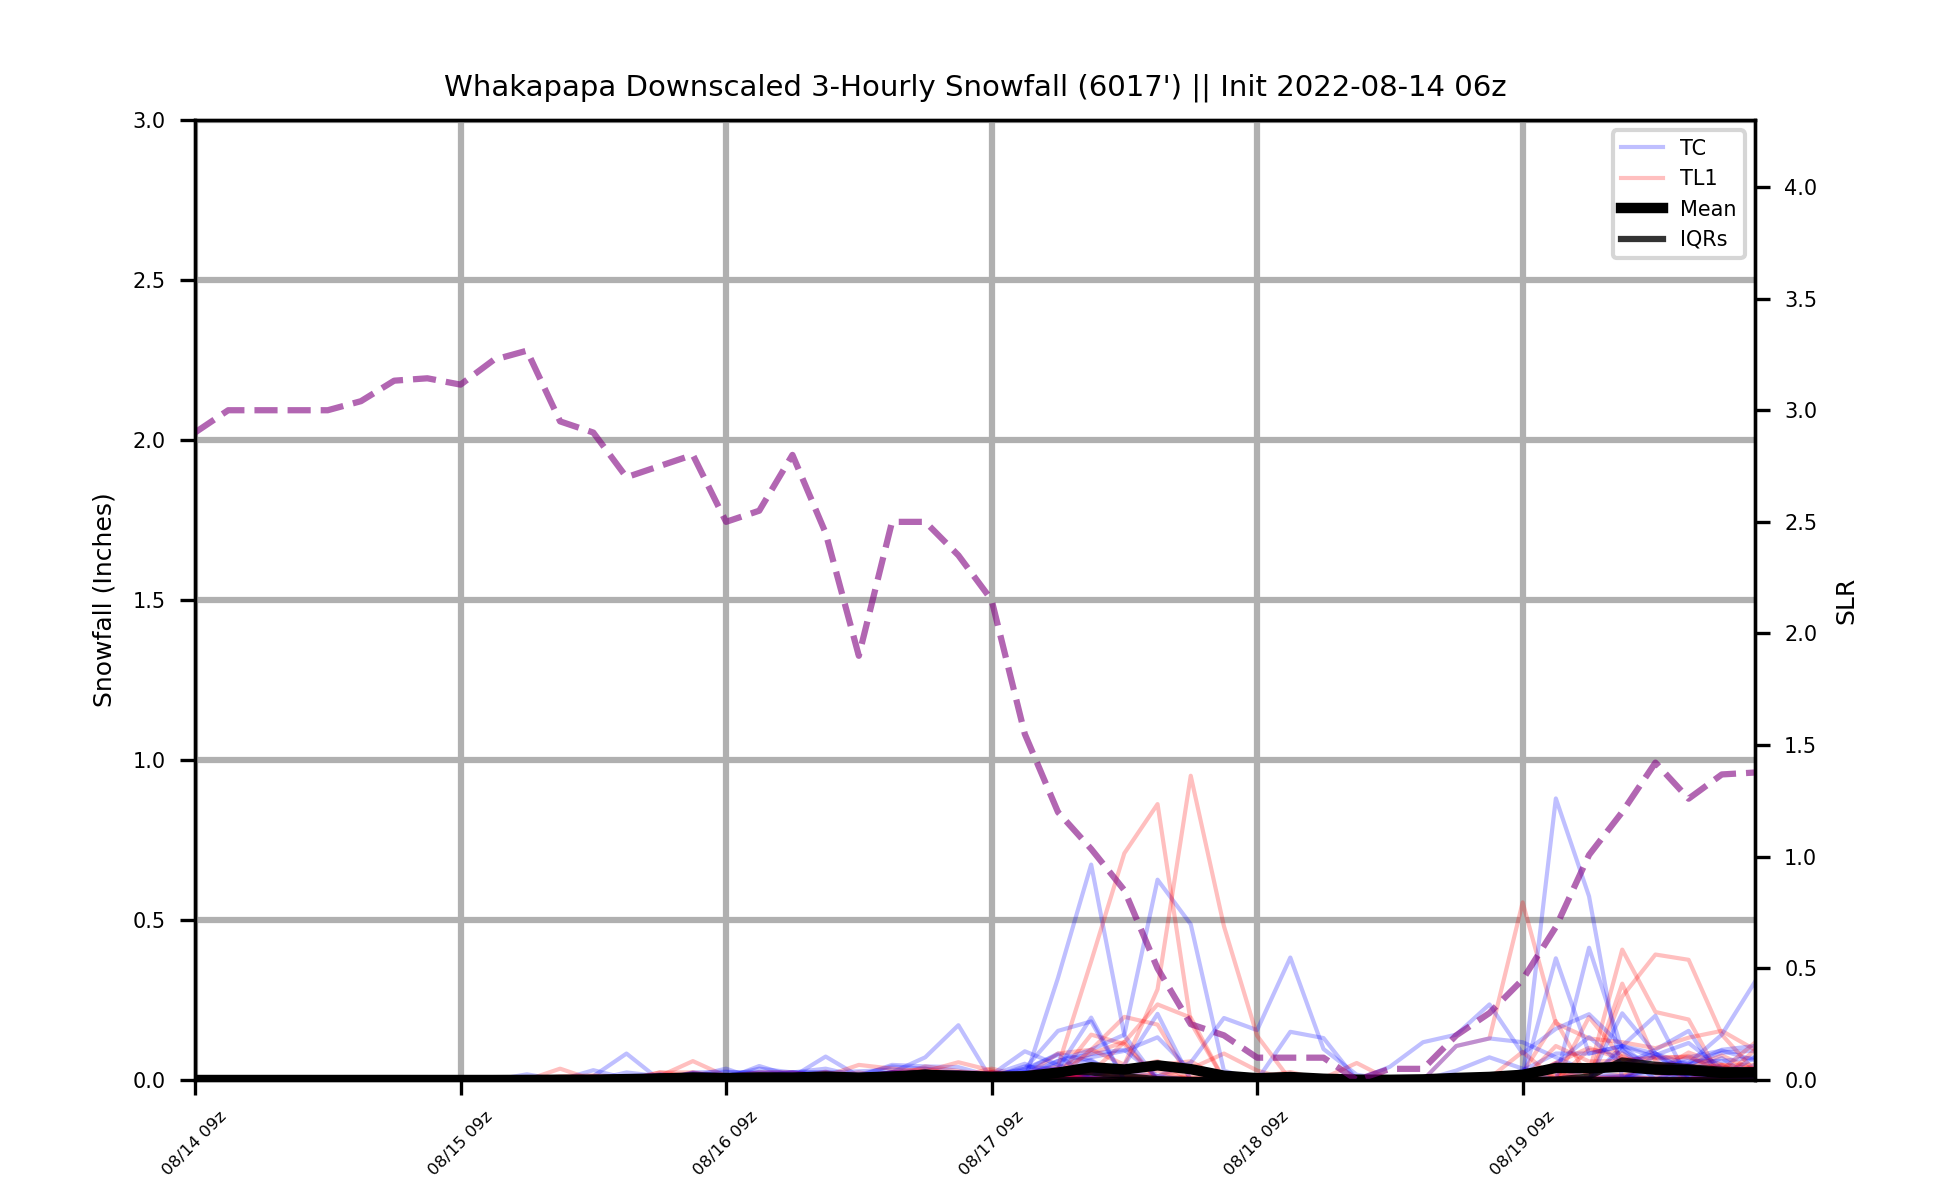 Whakapapa Downscaled 3-Hourly Snowfall (6017') || Init 2022-08-14 06z
3.0
2.5
2.0
1.5
1.0
0.5
0.0
Snowfall (Inches)
TC
TL1
Mean
IQRs
4.0
3.5
3.0
2.5
2.0
1.5
1.0
0.5
0.0
SLR
08/14 09z
08/15 09z
08/16 09z
08/17 09z
08/18 09z
08/19 09z